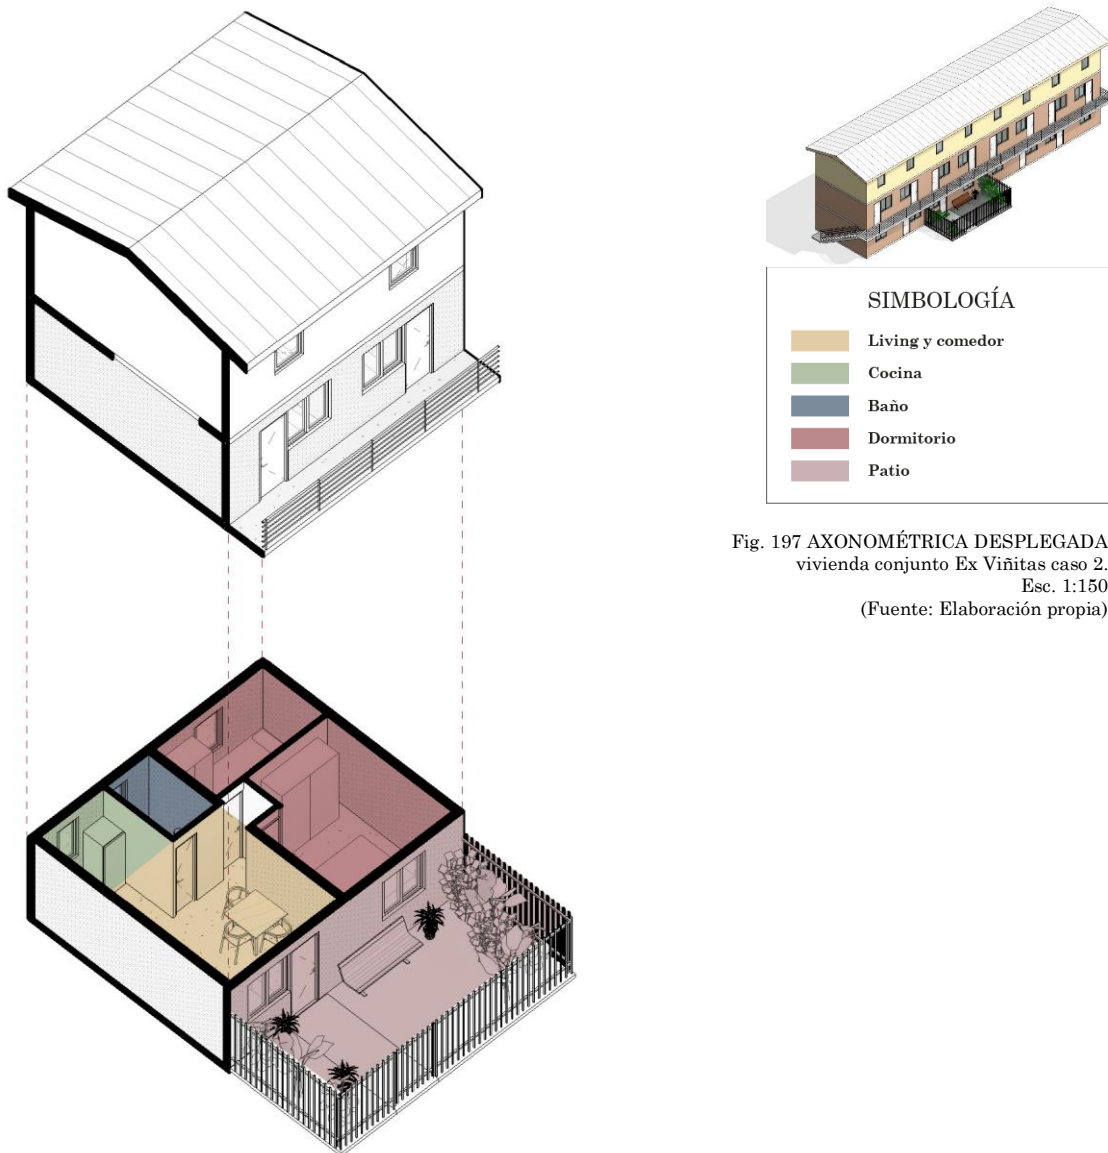 SIMBOLOGÍA
Living y comedor
Cocina
Baño
Dormitorio
Patio
Fig. 197 AXONOMÉTRICA DESPLEGADA
vivienda conjunto Ex Viñitas caso 2.
Esc. 1:150
(Fuente: Elaboración propia)